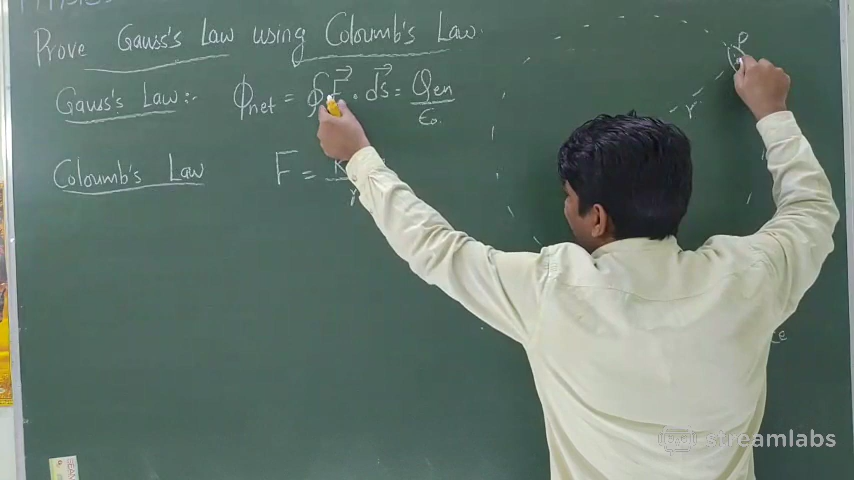 Prove Gauss's Law using Coloumb's Law.
Gauss's Law:- ϕnet = ∮E⃗ . ds⃗ = Qen/ε₀.
Coloumb's Law F = K
P
r
streamlabs